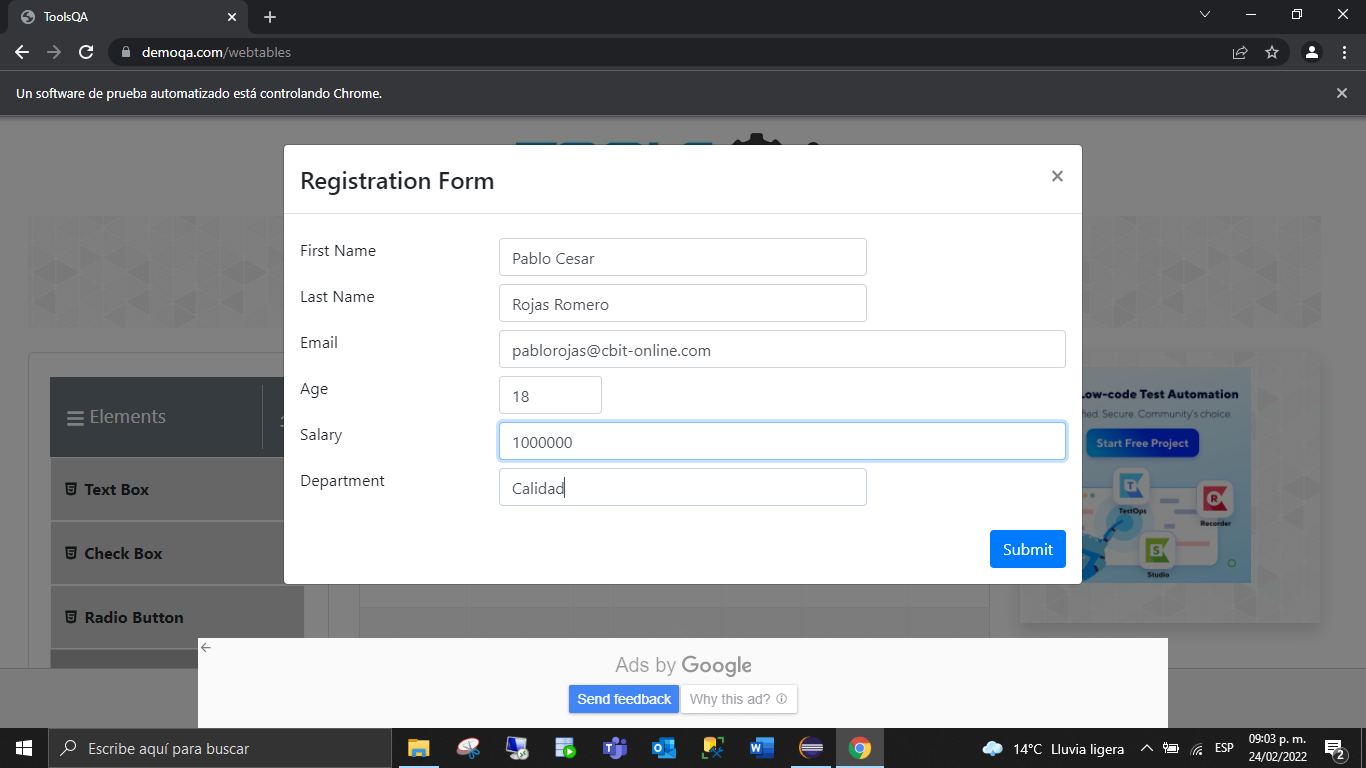 ToolsQA
demoqa.com/webtables
Un software de prueba automatizado está controlando Chrome.
Registration Form
First Name
Pablo Cesar
Last Name
Rojas Romero
Email
pablorojas@cbit-online.com
Age
18
Salary
1000000
Department
Calidad
Submit
Elements
Text Box
Check Box
Radio Button
Low-code Test Automation
Secure. Community's choice.
Start Free Project
TestOps
Recorder
Studio
Ads by Google
Send feedback
Why this ad?
Escribe aquí para buscar
14°C Lluvia ligera
ESP
09:03 p. m.
24/02/2022
2